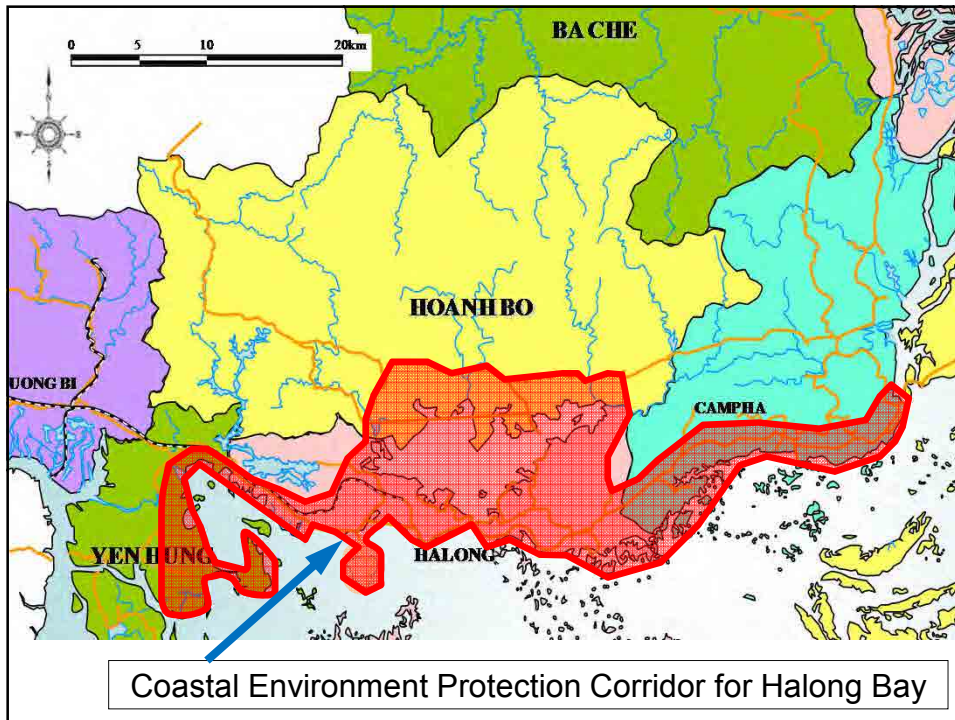 BA CHE
0 5 10 20km
N
W E
S
HOANH BO
UONG BI
CAMPHA
YEN HUNG
HALONG
Coastal Environment Protection Corridor for Halong Bay